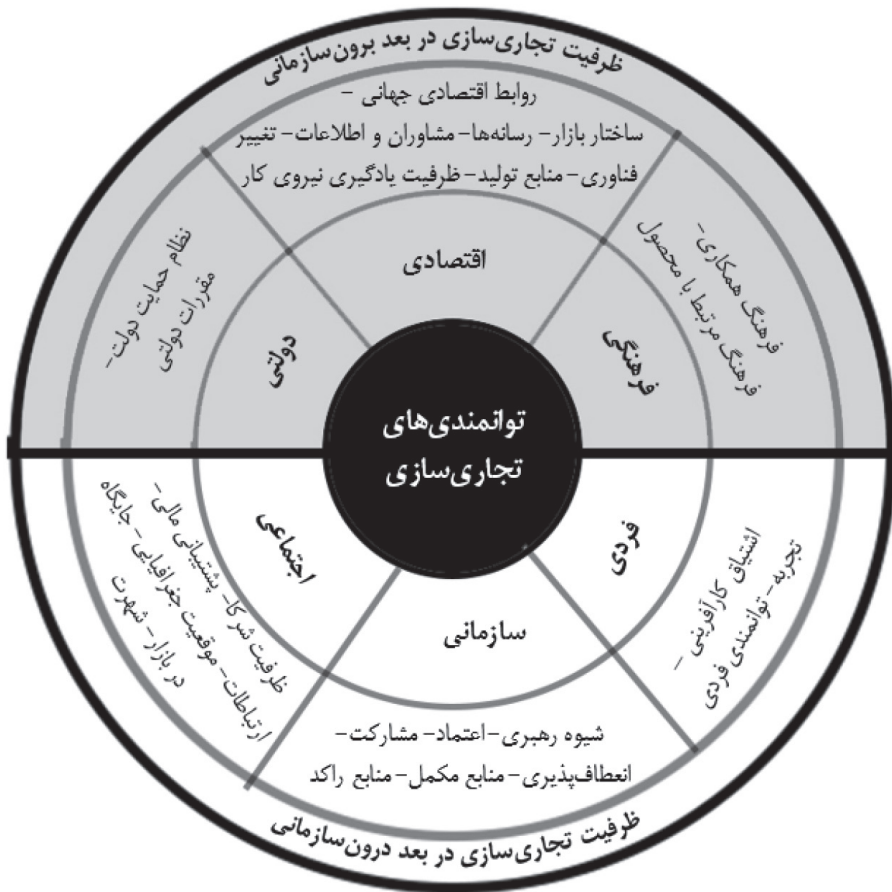 ظرفیت تجاری‌سازی در بعد برون‌سازمانی
روابط اقتصادی جهانی -
ساختار بازار- رسانه‌ها- مشاوران و اطلاعات- تغییر
فناوری- منابع تولید- ظرفیت یادگیری نیروی کار
اقتصادی
فرهنگ همکاری-
فرهنگ مرتبط با محصول
فرهنگی
نظام حمایت دولت-
مقررات دولتی
دولتی
توانمندی‌های
تجاری‌سازی
فردی
اشتیاق کارآفرینی -
تجربه- توانمندی فردی
اجتماعی
ظرفیت شرکا- پشتیبانی مالی-
ارتباطات- موقعیت جغرافیایی- جایگاه
در بازار- شهرت
سازمانی
شیوه رهبری-اعتماد- مشارکت-
انعطاف‌پذیری- منابع مکمل- منابع راکد
ظرفیت تجاری‌سازی در بعد درون‌سازمانی